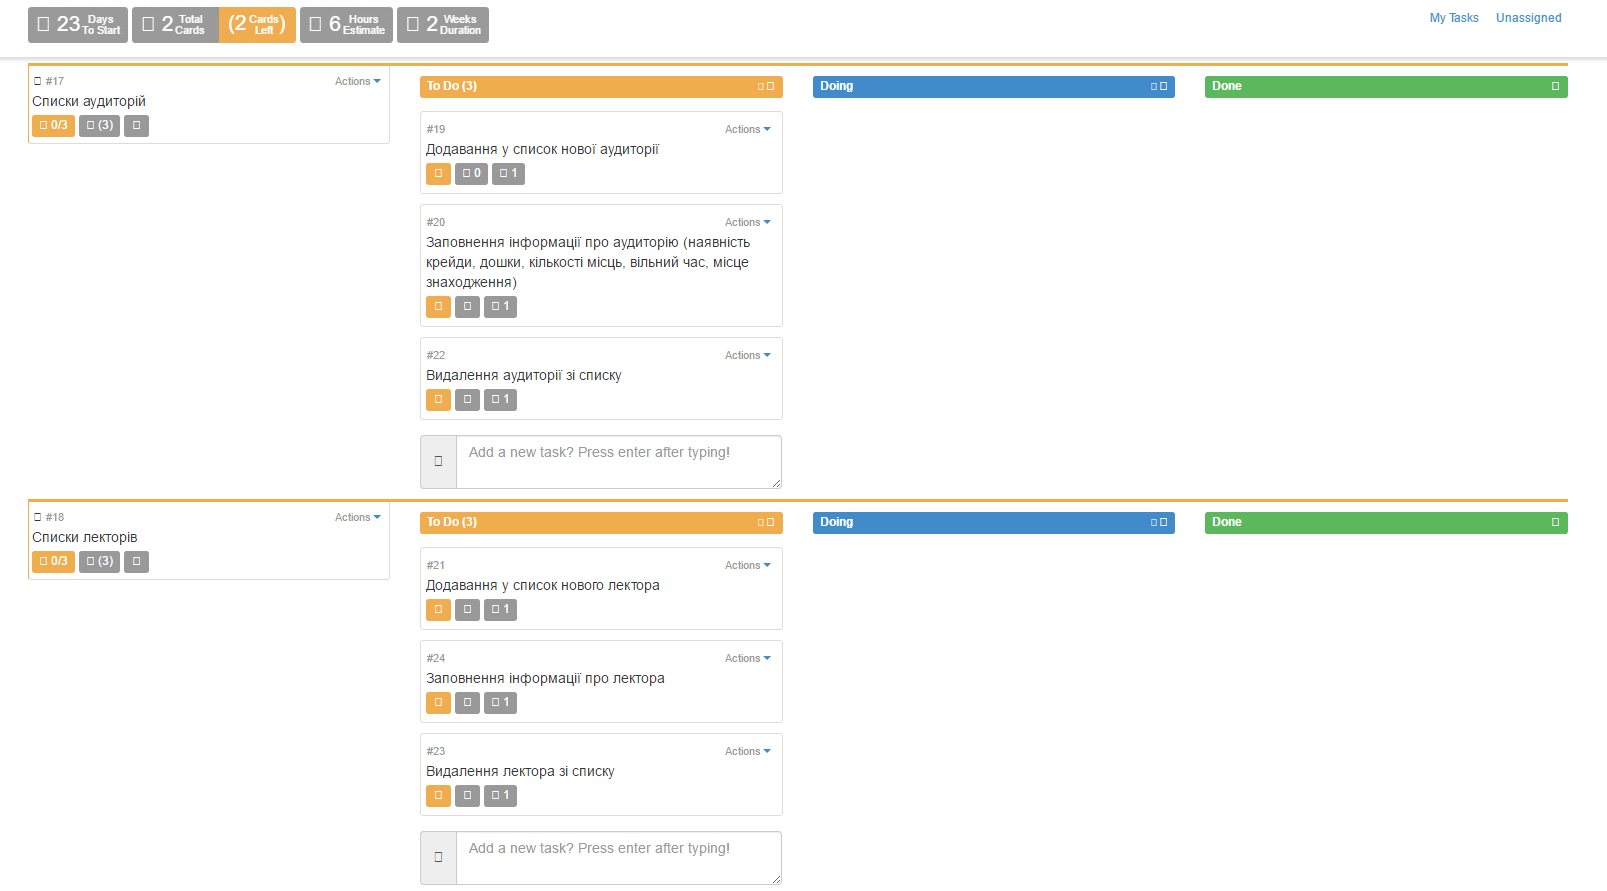 23 Days To Start 2 Total Cards (2 Cards Left) 6 Hours Estimate 2 Weeks Duration
My Tasks Unassigned
#17 Actions
Списки аудиторій
0/3 (3)
To Do (3)
Doing
Done
#19 Actions
Додавання у список нової аудиторії
0 1
#20 Actions
Заповнення інформації про аудиторію (наявність
крейди, дошки, кількості місць, вільний час, місце
знаходження)
1
#22 Actions
Видалення аудиторії зі списку
1
Add a new task? Press enter after typing!
#18 Actions
Списки лекторів
0/3 (3)
To Do (3)
Doing
Done
#21 Actions
Додавання у список нового лектора
1
#24 Actions
Заповнення інформації про лектора
1
#23 Actions
Видалення лектора зі списку
1
Add a new task? Press enter after typing!